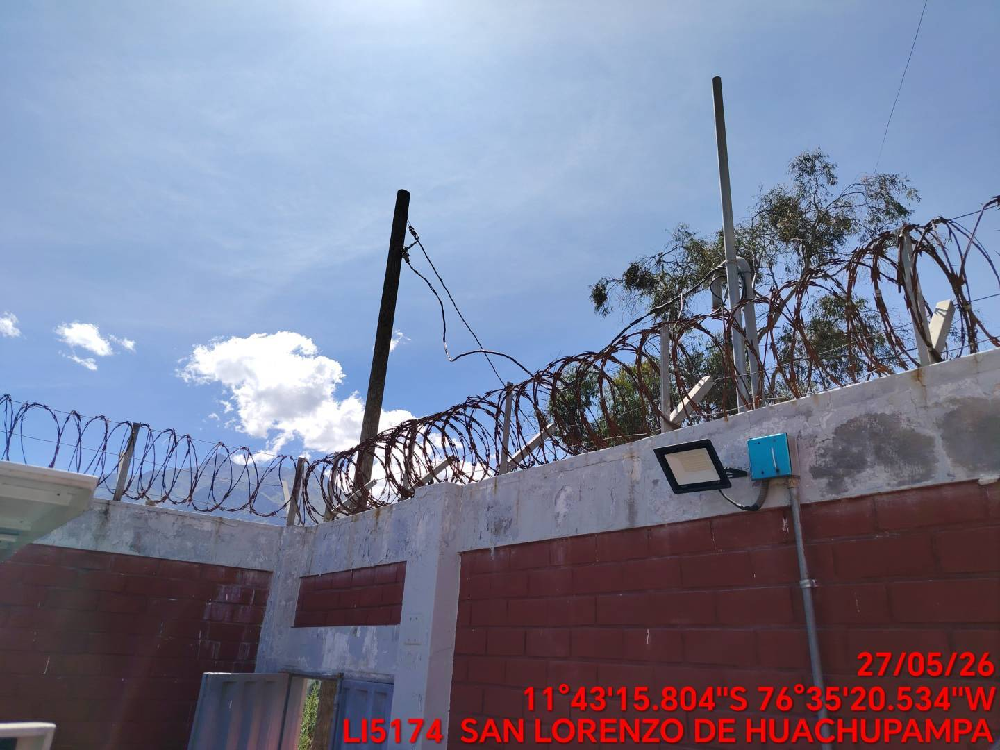 27/05/26
11°43'15.804"S 76°35'20.534"W
LI5174 SAN LORENZO DE HUACHUPAMPA